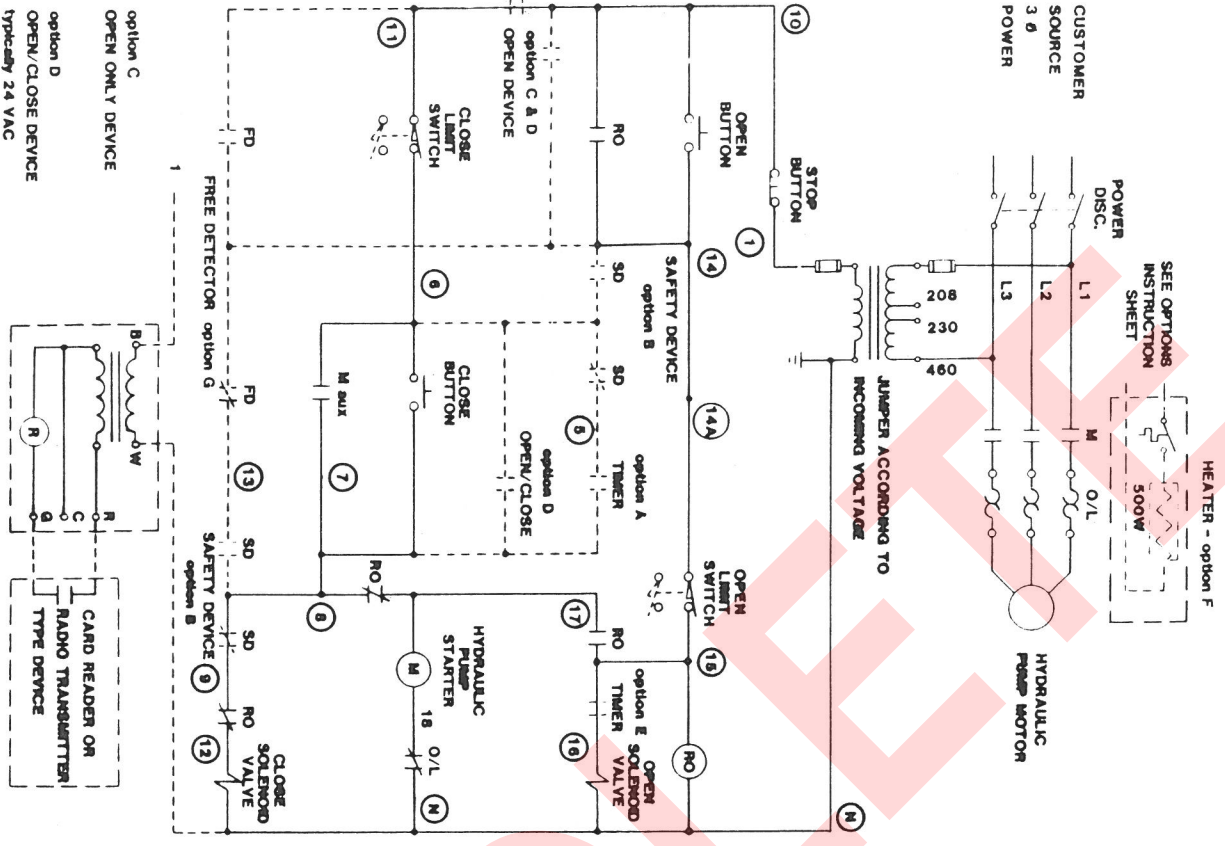 CUSTOMER
SOURCE
3 ø
POWER
POWER
DISC.
SEE OPTIONS
INSTRUCTION
SHEET
HEATER - option F
500W
L1
L2
L3
M
O/L
HYDRAULIC
PUMP MOTOR
208
230
460
JUMPER ACCORDING TO
INCOMING VOLTAGE
10
STOP
BUTTON
1
N
OPEN
BUTTON
14
SAFETY DEVICE
option B
14A
OPEN
LIMIT
SWITCH
15
RO
RO
SD
SD
5
option A
TIMER
17
RO
option E
TIMER
16
OPEN
SOLENOID
VALVE
option C & D
OPEN DEVICE
option D
OPEN/CLOSE
11
CLOSE
LIMIT
SWITCH
6
CLOSE
BUTTON
M aux
7
8
RO
HYDRAULIC
PUMP
STARTER
M
18
O/L
N
FD
FREE DETECTOR option G
FD
13
SD
SAFETY DEVICE
option B
SD
9
RO
12
CLOSE
SOLENOID
VALVE
option C
OPEN ONLY DEVICE
option D
OPEN/CLOSE DEVICE
typically 24 VAC
1
B
W
R
R
C
G
CARD READER OR
RADIO TRANSMITTER
TYPE DEVICE
ETE